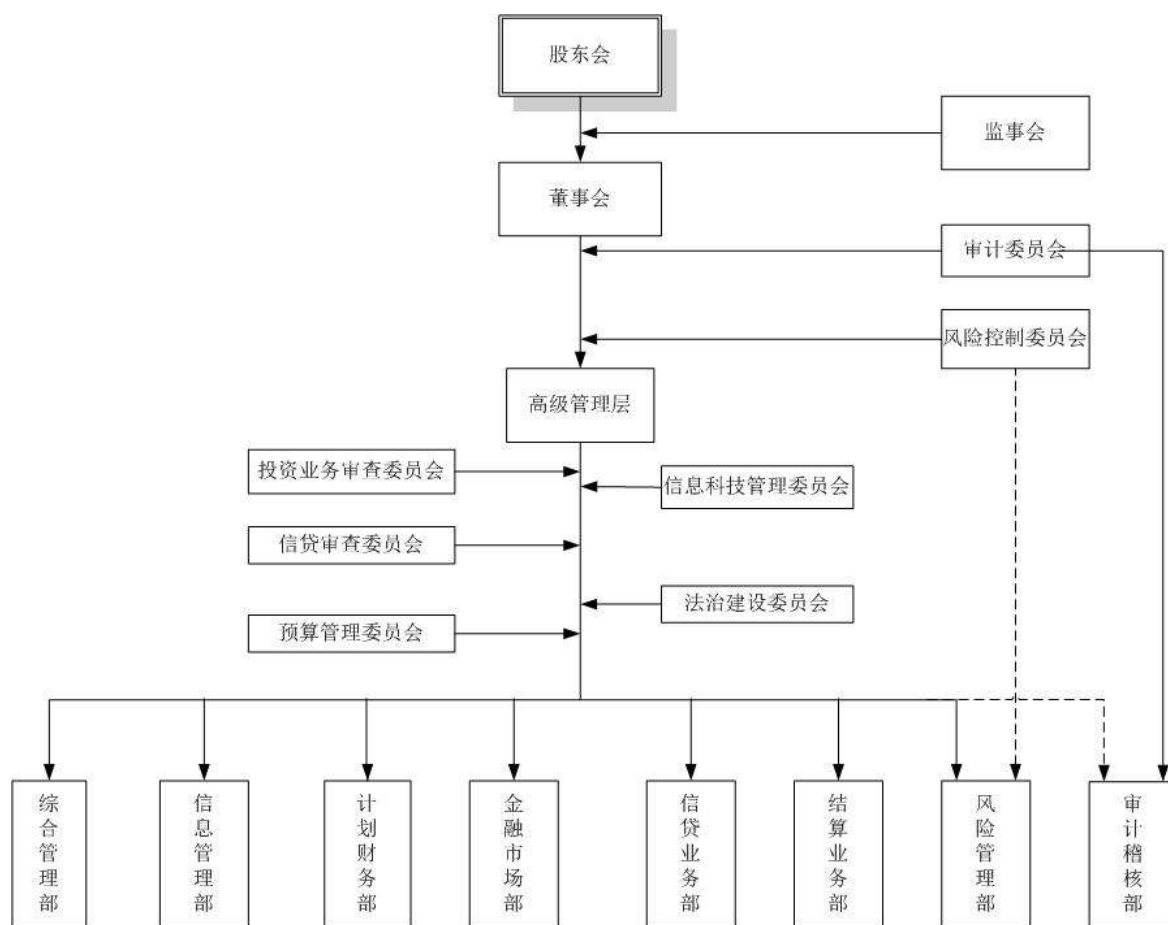 股东会
监事会
董事会
审计委员会
风险控制委员会
高级管理层
投资业务审查委员会
信息科技管理委员会
信贷审查委员会
法治建设委员会
预算管理委员会
综合管理部
信息管理部
计划财务部
金融市场部
信贷业务部
结算业务部
风险管理部
审计稽核部